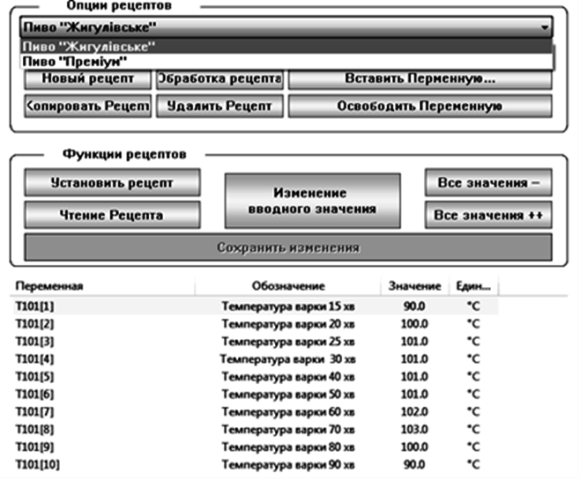 Опции рецептов
Пиво "Жигулівське"
Пиво "Жигулівське"
Пиво "Преміум"
Новый рецепт Обработка рецепта Вставить Перменную...
Копировать Рецепт Удалить Рецепт Освободить Переменную
Функции рецептов
Установить рецепт Изменение вводного значения Все значения –
Чтение Рецепта Все значения ++
Сохранить изменения
Переменная Обозначение Значение Един...
T101[1] Температура варки 15 хв 90.0 °C
T101[2] Температура варки 20 хв 100.0 °C
T101[3] Температура варки 25 хв 101.0 °C
T101[4] Температура варки 30 хв 101.0 °C
T101[5] Температура варки 40 хв 101.0 °C
T101[6] Температура варки 50 хв 101.0 °C
T101[7] Температура варки 60 хв 102.0 °C
T101[8] Температура варки 70 хв 103.0 °C
T101[9] Температура варки 80 хв 100.0 °C
T101[10] Температура варки 90 хв 90.0 °C